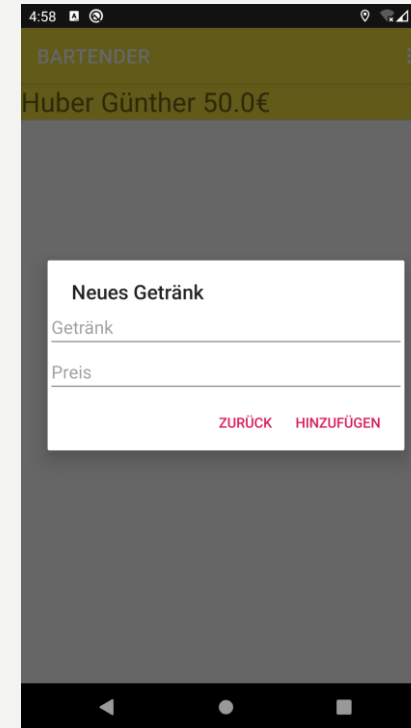 4:58
BARTENDER
Huber Günther 50.0€
Neues Getränk
Getränk
Preis
ZURÜCK HINZUFÜGEN